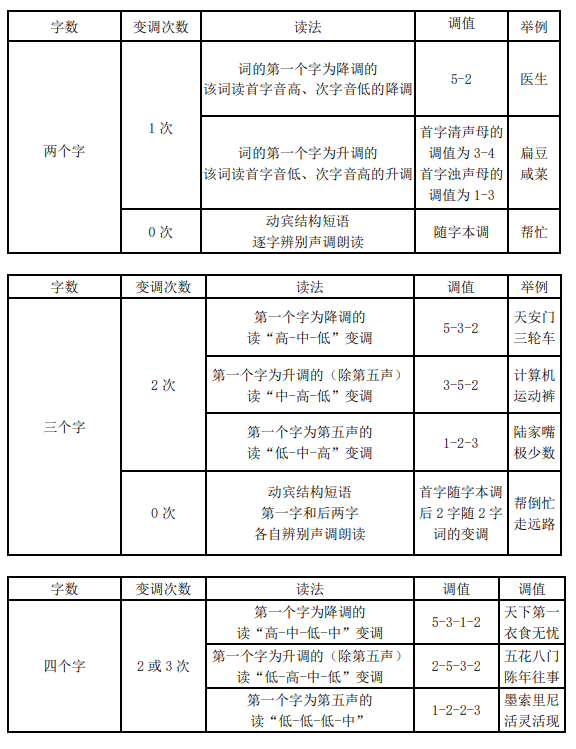 字数 变调次数 读法 调值 举例
两个字
1 次
词的第一个字为降调的
该词读首字音高、次字音低的降调
5-2
医生
词的第一个字为升调的
该词读首字音低、次字音高的升调
首字清声母的
调值为 3-4
首字浊声母的
调值为 1-3
扁豆
咸菜
0 次
动宾结构短语
逐字辨别声调朗读
随字本调
帮忙
字数 变调次数 读法 调值 举例
三个字
2 次
第一个字为降调的
读“高-中-低”变调
5-3-2
天安门
三轮车
第一个字为升调的（除第五声）
读“中-高-低”变调
3-5-2
计算机
运动裤
第一个字为第五声的
读“低-中-高”变调
1-2-3
陆家嘴
极少数
0 次
动宾结构短语
第一字和后两字
各自辨别声调朗读
首字随字本调
后 2 字随 2 字
词的变调
帮倒忙
走远路
字数 变调次数 读法 调值 调值
四个字
2 或 3 次
第一个字为降调的
读“高-中-低-中”变调
5-3-1-2
天下第一
衣食无忧
第一个字为升调的（除第五声）
读“低-高-中-低”变调
2-5-3-2
五花八门
陈年往事
第一个字为第五声的
读“低-低-低-中”
1-2-2-3
墨索里尼
活灵活现